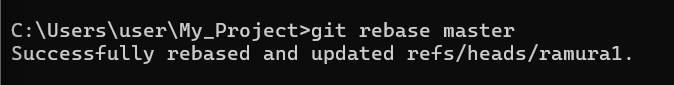 C:\Users\user\My_Project>git rebase master
Successfully rebased and updated refs/heads/ramura1.